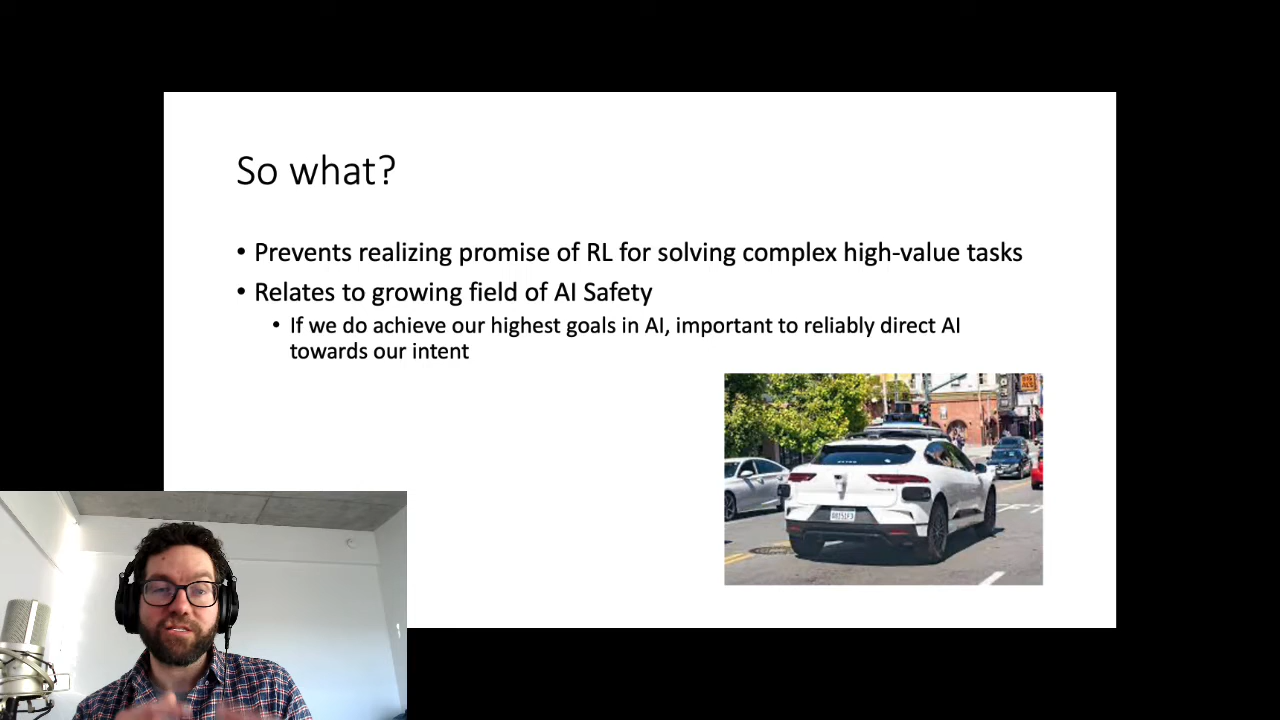 So what?
• Prevents realizing promise of RL for solving complex high-value tasks
• Relates to growing field of AI Safety
• If we do achieve our highest goals in AI, important to reliably direct AI
towards our intent